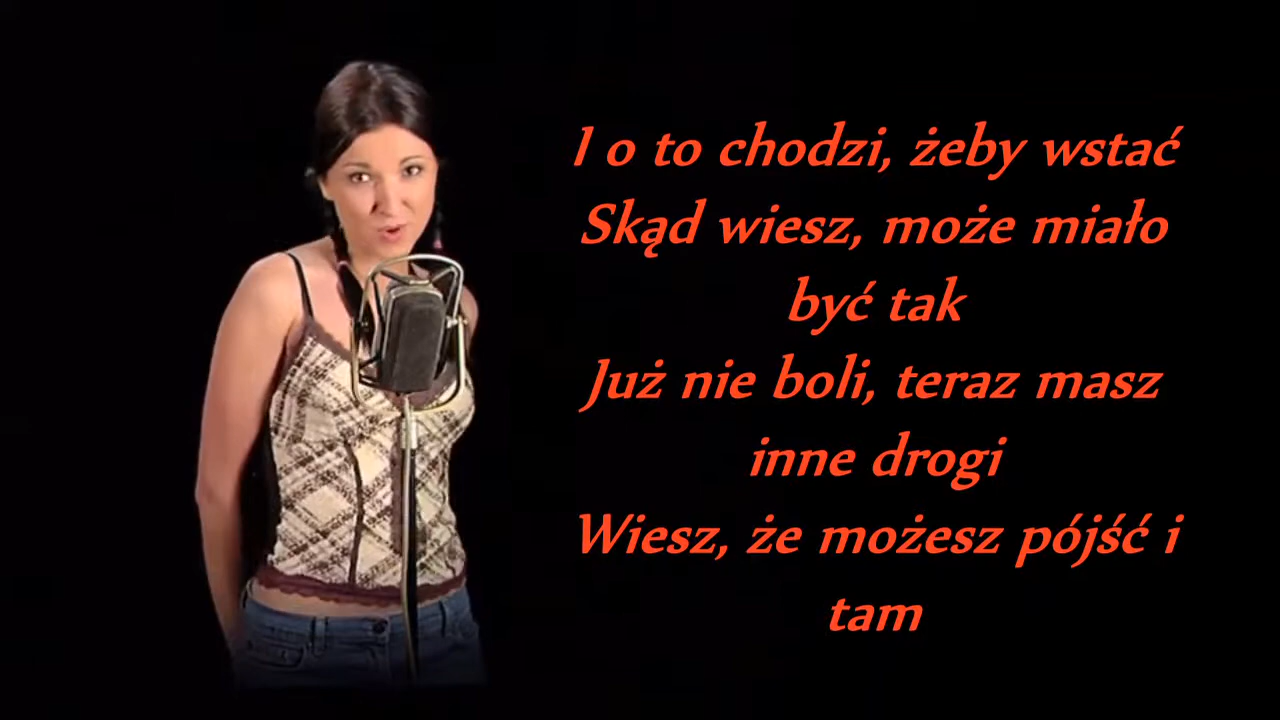 I o to chodzi, żeby wstać
Skąd wiesz, może miało
być tak
Już nie boli, teraz masz
inne drogi
Wiesz, że możesz pójść i
tam